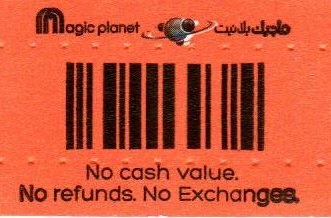 Magic planet ماجيك بلانيت
No cash value.
No refunds. No Exchanges.